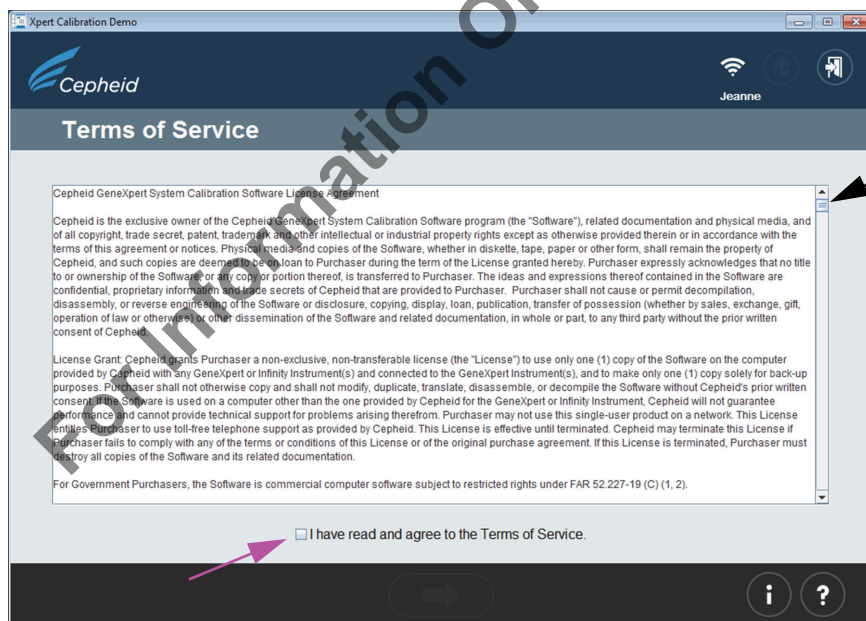 Xpert Calibration Demo
Cepheid
Jeanne
Terms of Service
Cepheid GeneXpert System Calibration Software License Agreement
Cepheid is the exclusive owner of the Cepheid GeneXpert System Calibration Software program (the "Software"), related documentation and physical media, and
of all copyright, trade secret, patent, trademark and other intellectual or industrial property rights except as otherwise provided therein or in accordance with the
terms of this agreement or notices. Physical media and copies of the Software, whether in diskette, tape, paper or other form, shall remain the property of
Cepheid, and such copies are deemed to be on loan to Purchaser during the term of the License granted hereby. Purchaser expressly acknowledges that no title
to or ownership of the Software, or any copy or portion thereof, is transferred to Purchaser. The ideas and expressions thereof contained in the Software are
confidential, proprietary information and trade secrets of Cepheid that are provided to Purchaser. Purchaser shall not cause or permit decompilation,
disassembly, or reverse engineering of the Software or disclosure, copying, display, loan, publication, transfer of possession (whether by sales, exchange, gift,
operation of law or otherwise) or other dissemination of the Software and related documentation, in whole or part, to any third party without the prior written
consent of Cepheid.
License Grant: Cepheid grants Purchaser a non-exclusive, non-transferable license (the "License") to use only one (1) copy of the Software on the computer
provided by Cepheid with any GeneXpert or Infinity Instrument(s) and connected to the GeneXpert Instrument(s), and to make only one (1) copy solely for back-up
purposes. Purchaser shall not otherwise copy and shall not modify, duplicate, translate, disassemble, or decompile the Software without Cepheid's prior written
consent. If the Software is used on a computer other than the one provided by Cepheid for the GeneXpert or Infinity Instrument, Cepheid will not guarantee
performance and cannot provide technical support for problems arising therefrom. Purchaser may not use this single-user product on a network. This License
entitles Purchaser to use toll-free telephone support as provided by Cepheid. This License is effective until terminated. Cepheid may terminate this License if
Purchaser fails to comply with any of the terms or conditions of this License or of the original purchase agreement. If this License is terminated, Purchaser must
destroy all copies of the Software and its related documentation.
For Government Purchasers, the Software is commercial computer software subject to restricted rights under FAR 52.227-19 (C) (1, 2).
I have read and agree to the Terms of Service.
i ?
For Information